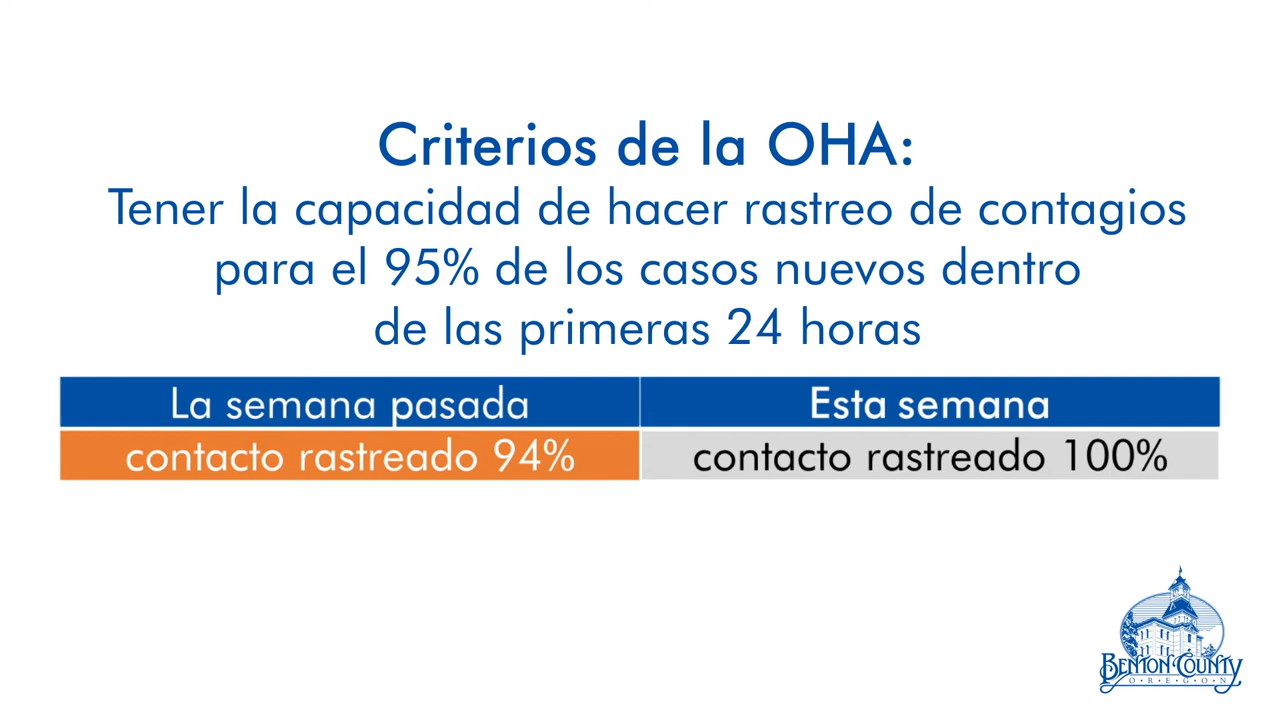 Criterios de la OHA:
Tener la capacidad de hacer rastreo de contagios
para el 95% de los casos nuevos dentro
de las primeras 24 horas
La semana pasada
Esta semana
contacto rastreado 94%
contacto rastreado 100%
BENTON COUNTY
O·R·E·G·O·N